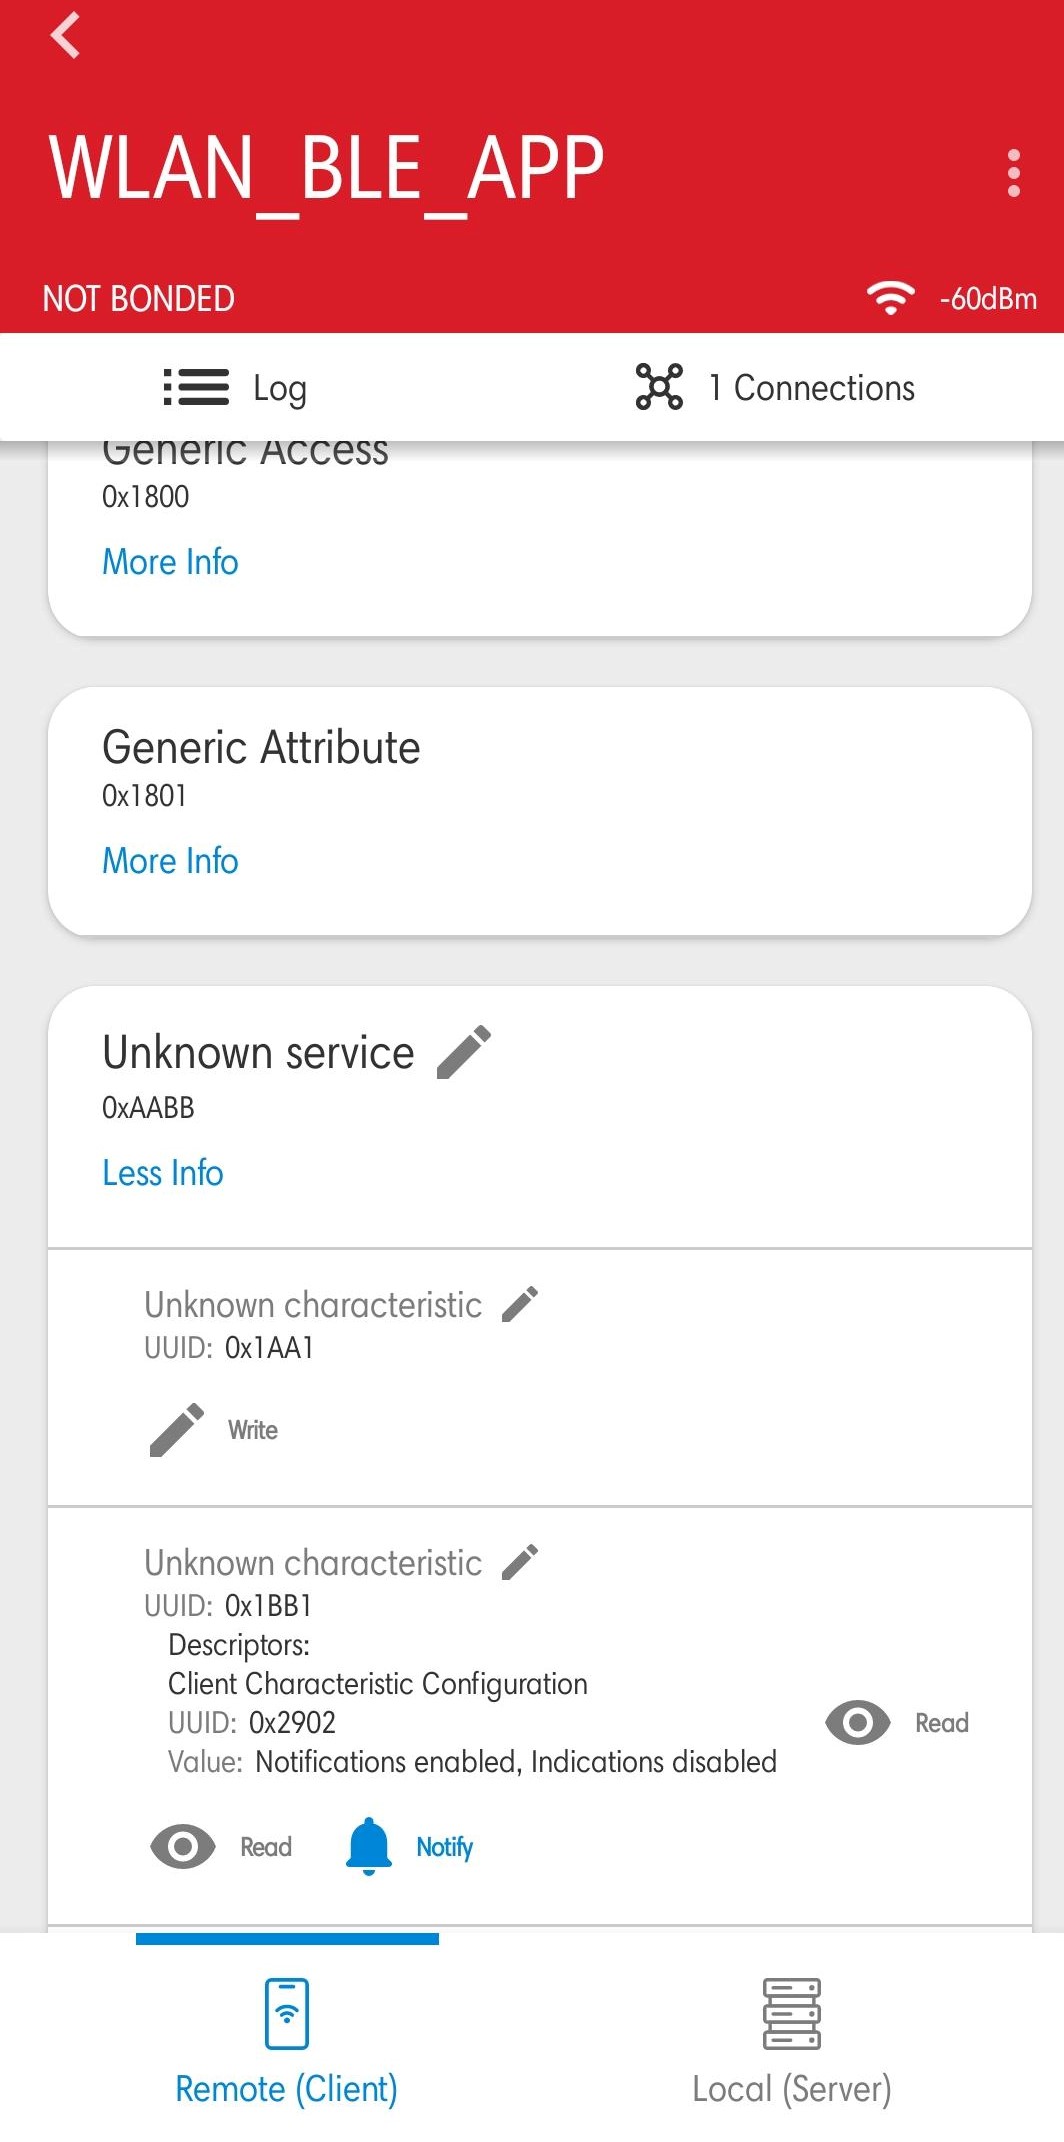 WLAN_BLE_APP
NOT BONDED
-60dBm
Log
1 Connections
Generic Access
0x1800
More Info
Generic Attribute
0x1801
More Info
Unknown service
0xAABB
Less Info
Unknown characteristic
UUID: 0x1AA1
Write
Unknown characteristic
UUID: 0x1BB1
Descriptors:
Client Characteristic Configuration
UUID: 0x2902
Read
Value: Notifications enabled, Indications disabled
Read
Notify
Remote (Client)
Local (Server)